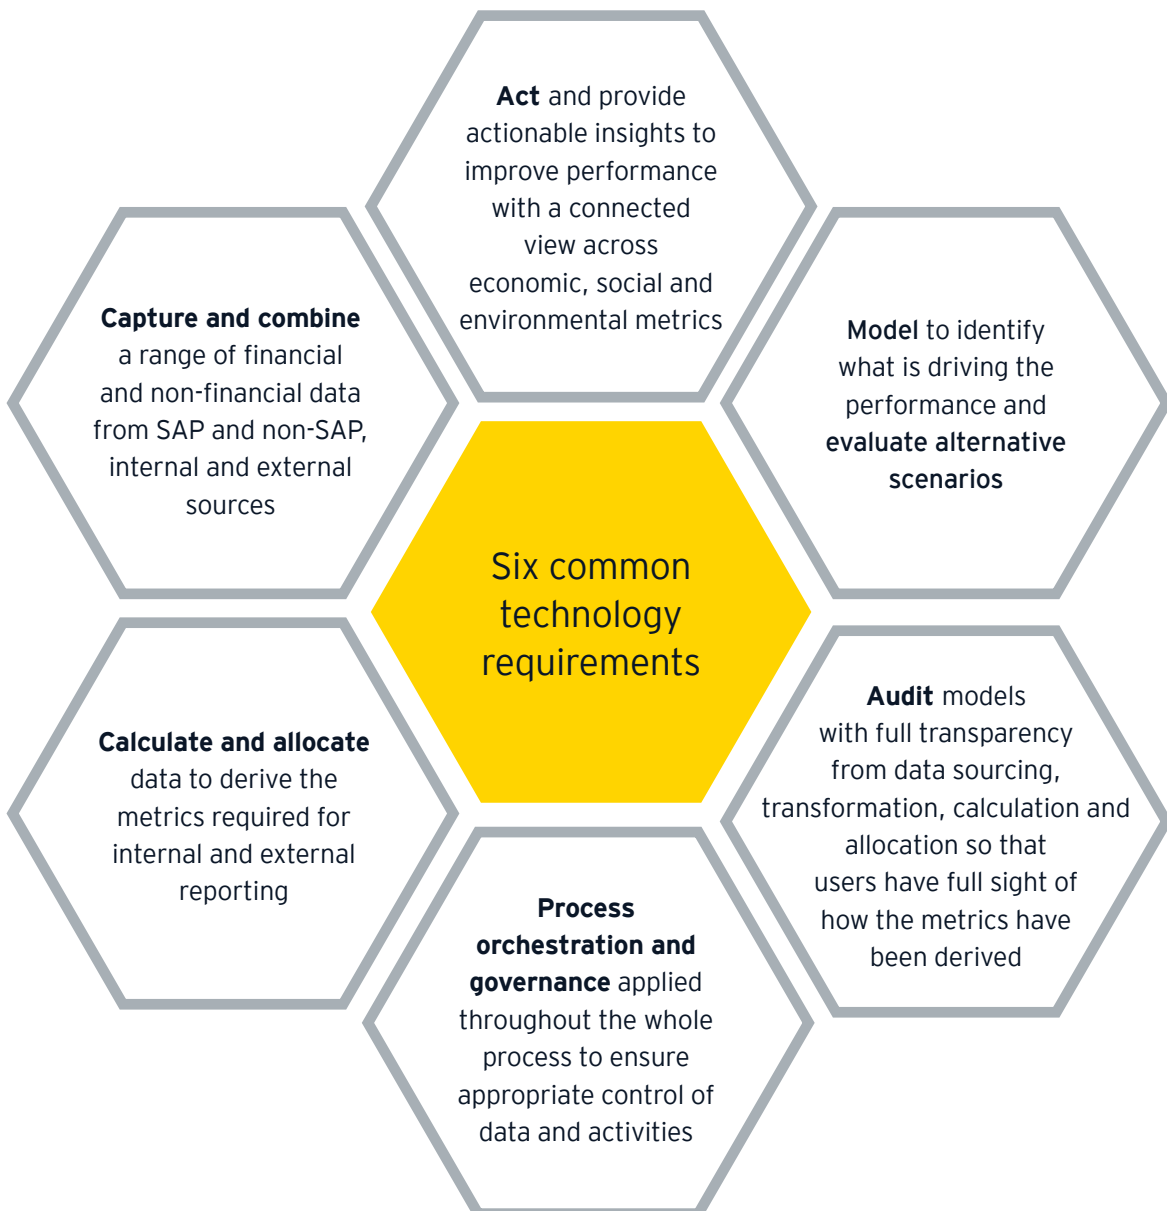 Act and provide
actionable insights to
improve performance
with a connected
view across
economic, social and
environmental metrics
Capture and combine
a range of financial
and non-financial data
from SAP and non-SAP,
internal and external
sources
Model to identify
what is driving the
performance and
evaluate alternative
scenarios
Six common
technology
requirements
Calculate and allocate
data to derive the
metrics required for
internal and external
reporting
Audit models
with full transparency
from data sourcing,
transformation, calculation and
allocation so that
users have full sight of
how the metrics have
been derived
Process
orchestration and
governance applied
throughout the whole
process to ensure
appropriate control of
data and activities